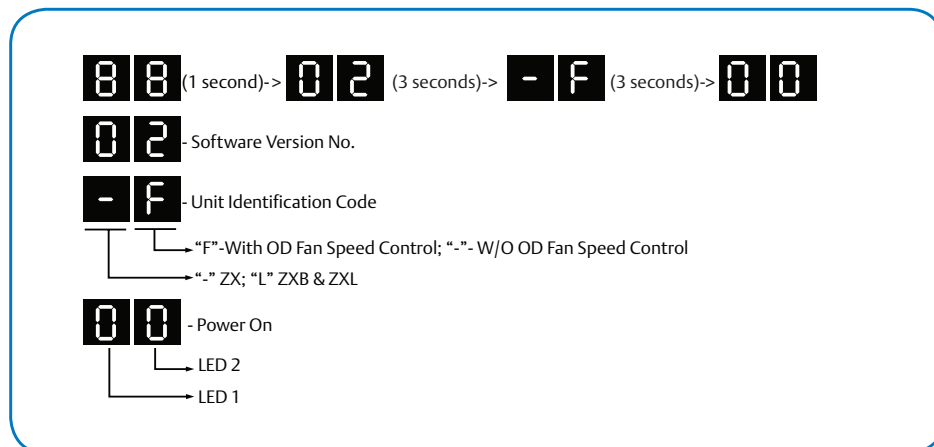 88 (1 second)-> 02 (3 seconds)-> -F (3 seconds)-> 00
02 - Software Version No.
-F - Unit Identification Code
“F”-With OD Fan Speed Control; “-”- W/O OD Fan Speed Control
“-” ZX; “L” ZXB & ZXL
00 - Power On
LED 2
LED 1